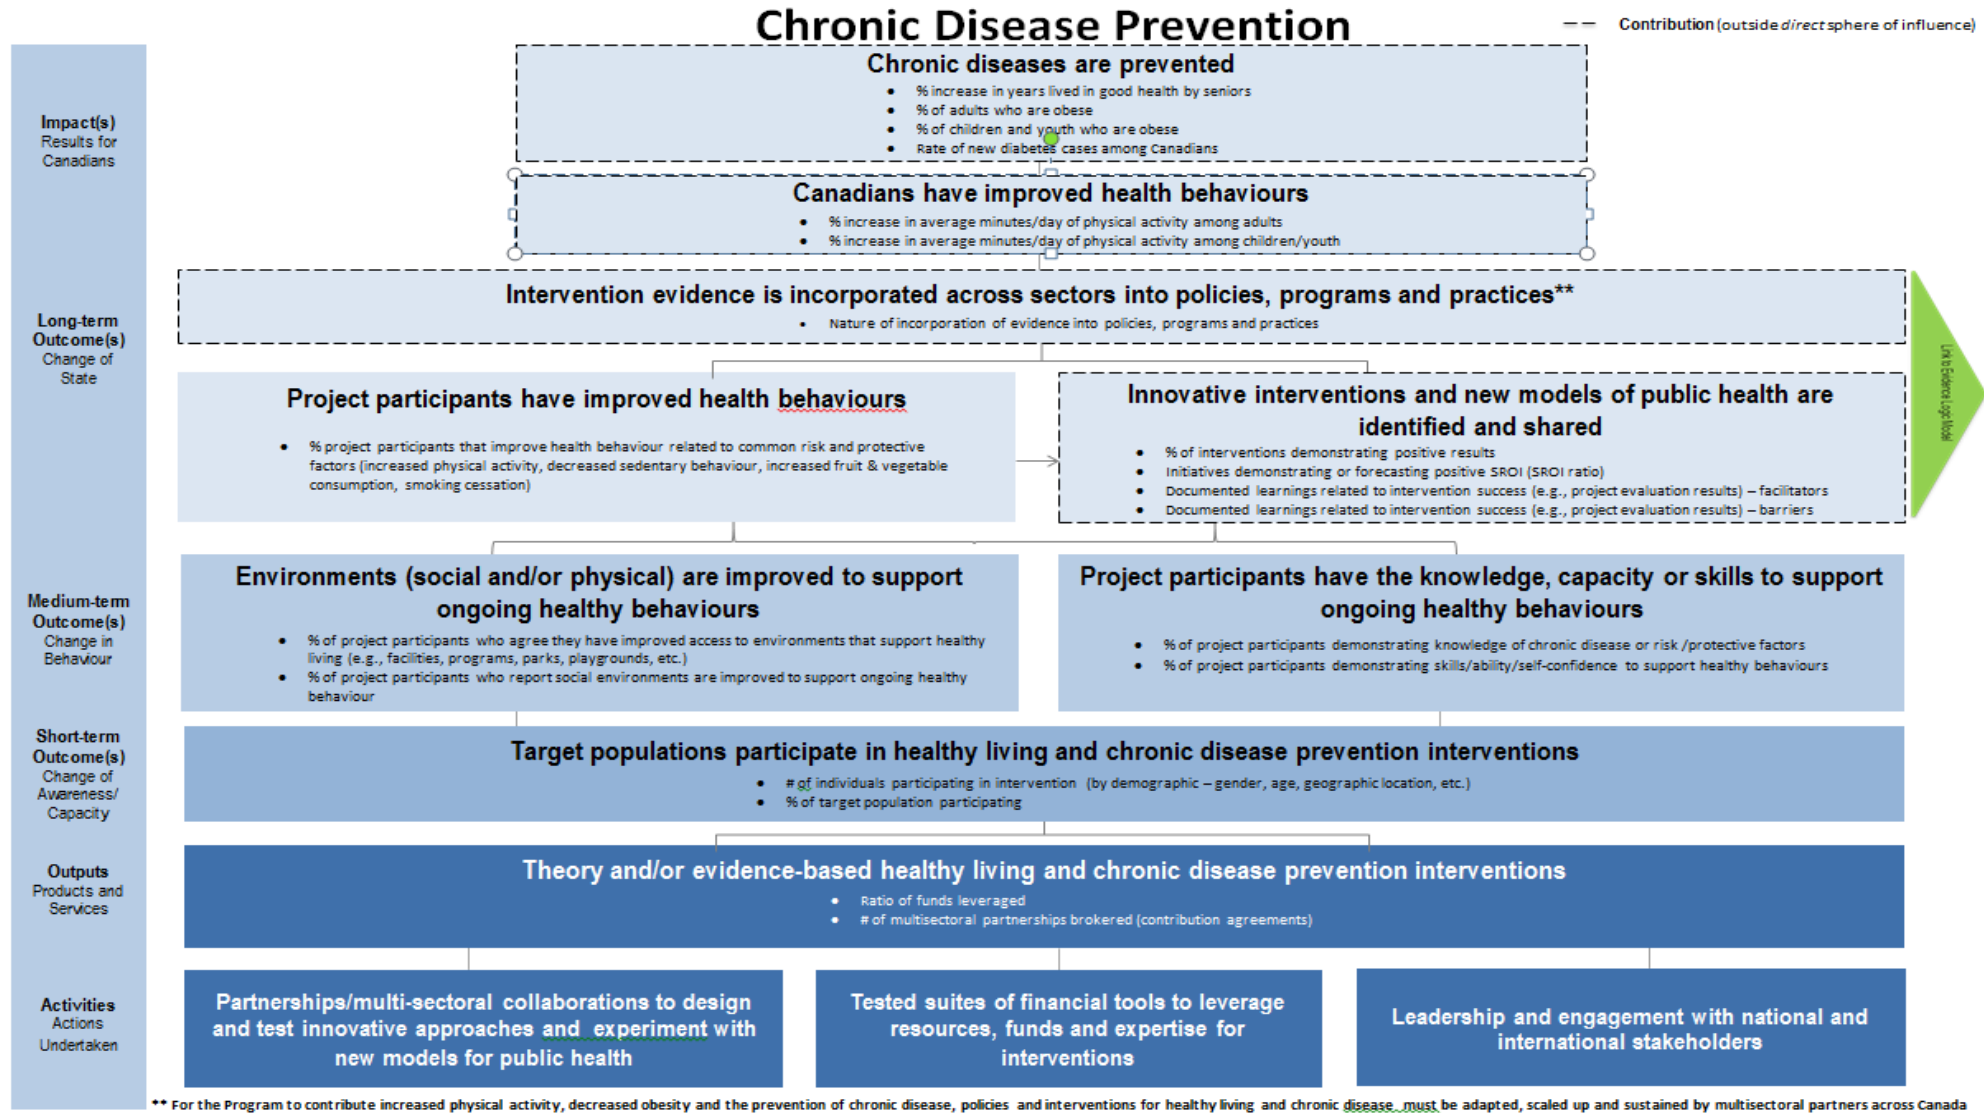 Chronic Disease Prevention
Contribution (outside direct sphere of influence)
Impact(s)
Results for
Canadians
Chronic diseases are prevented
• % increase in years lived in good health by seniors
• % of adults who are obese
• % of children and youth who are obese
• Rate of new diabetes cases among Canadians
Canadians have improved health behaviours
• % increase in average minutes/day of physical activity among adults
• % increase in average minutes/day of physical activity among children/youth
Long-term
Outcome(s)
Change of
State
Intervention evidence is incorporated across sectors into policies, programs and practices**
• Nature of incorporation of evidence into policies, programs and practices
Link to Evidence Logic Model
Project participants have improved health behaviours
• % project participants that improve health behaviour related to common risk and protective
factors (increased physical activity, decreased sedentary behaviour, increased fruit & vegetable
consumption, smoking cessation)
Innovative interventions and new models of public health are
identified and shared
• % of interventions demonstrating positive results
• Initiatives demonstrating or forecasting positive SROI (SROI ratio)
• Documented learnings related to intervention success (e.g., project evaluation results) – facilitators
• Documented learnings related to intervention success (e.g., project evaluation results) – barriers
Medium-term
Outcome(s)
Change in
Behaviour
Environments (social and/or physical) are improved to support
ongoing healthy behaviours
• % of project participants who agree they have improved access to environments that support healthy
living (e.g., facilities, programs, parks, playgrounds, etc.)
• % of project participants who report social environments are improved to support ongoing healthy
behaviour
Project participants have the knowledge, capacity or skills to support
ongoing healthy behaviours
• % of project participants demonstrating knowledge of chronic disease or risk /protective factors
• % of project participants demonstrating skills/ability/self-confidence to support healthy behaviours
Short-term
Outcome(s)
Change of
Awareness/
Capacity
Target populations participate in healthy living and chronic disease prevention interventions
• # of individuals participating in intervention (by demographic – gender, age, geographic location, etc.)
• % of target population participating
Outputs
Products and
Services
Theory and/or evidence-based healthy living and chronic disease prevention interventions
• Ratio of funds leveraged
• # of multisectoral partnerships brokered (contribution agreements)
Activities
Actions
Undertaken
Partnerships/multi-sectoral collaborations to design
and test innovative approaches and experiment with
new models for public health
Tested suites of financial tools to leverage
resources, funds and expertise for
interventions
Leadership and engagement with national and
international stakeholders
** For the Program to contribute increased physical activity, decreased obesity and the prevention of chronic disease, policies and interventions for healthy living and chronic disease must be adapted, scaled up and sustained by multisectoral partners across Canada